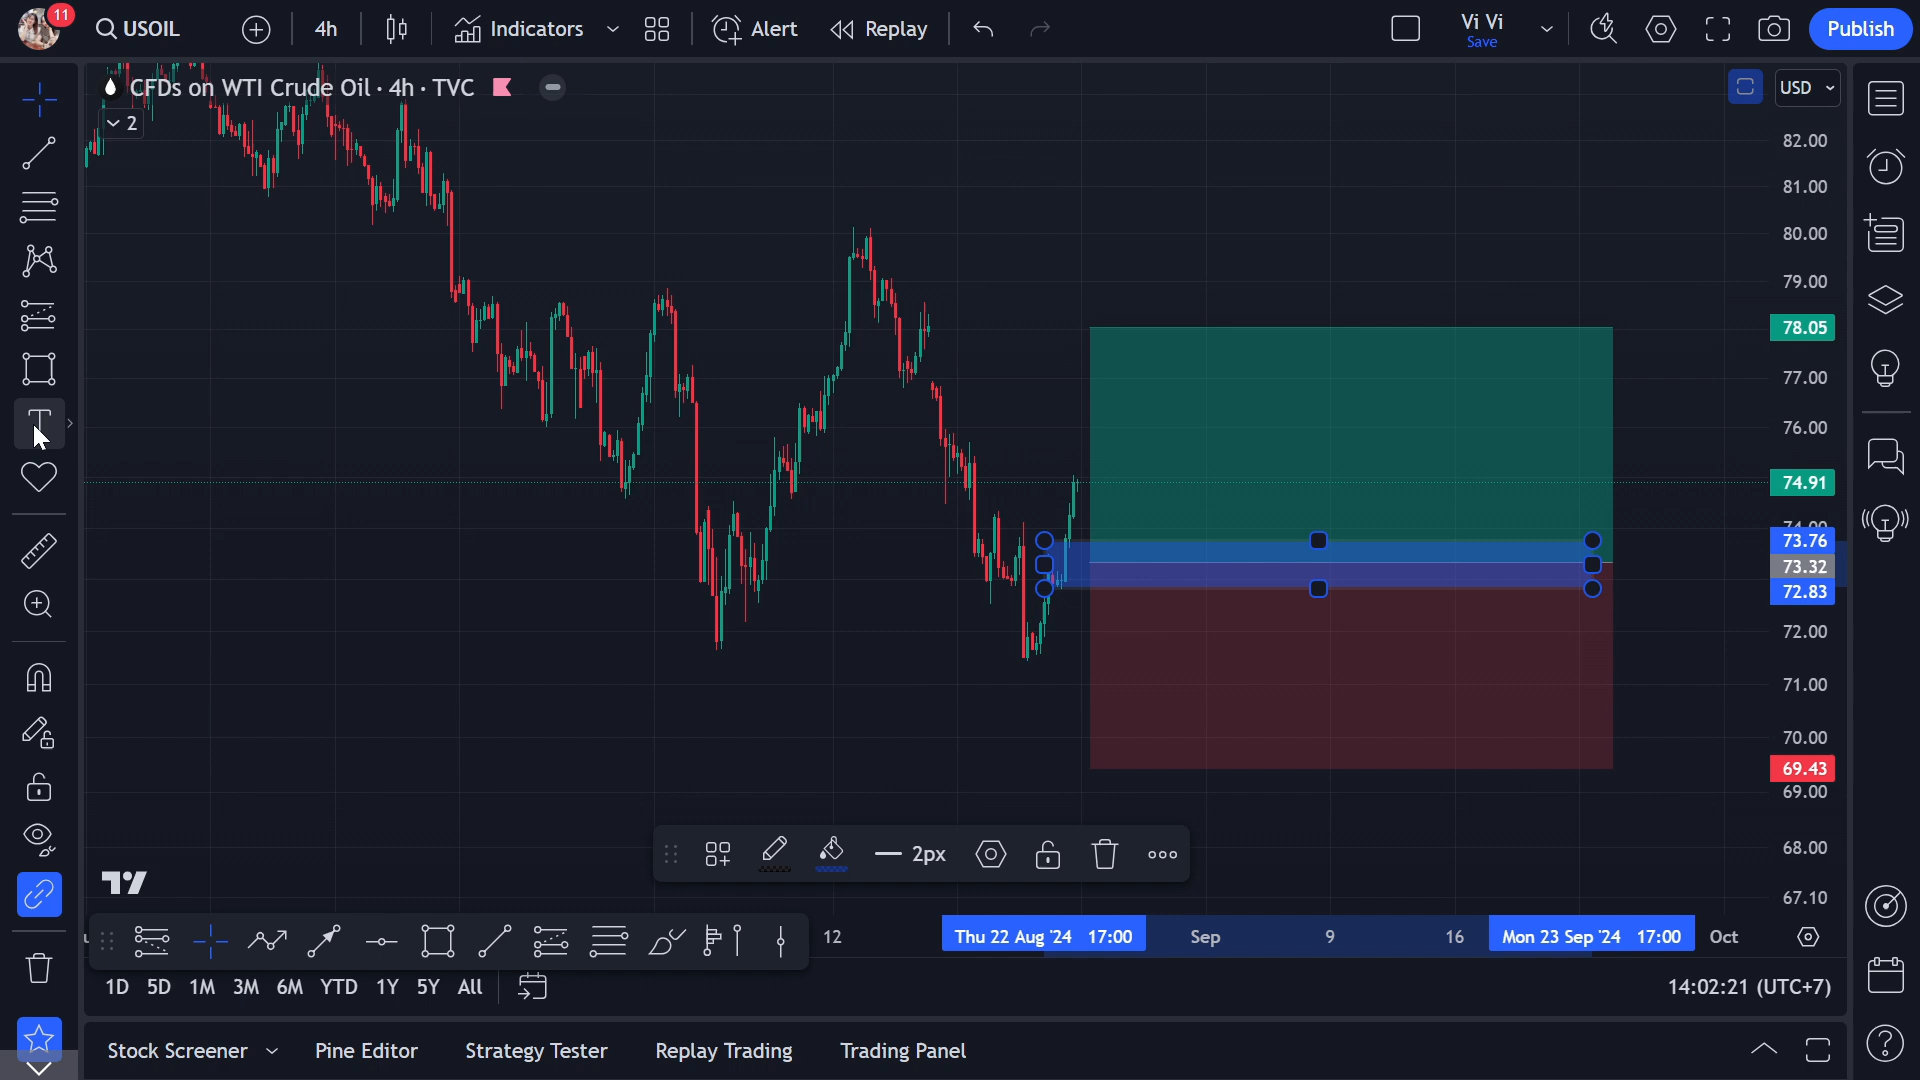 11
USOIL
4h
Indicators
Alert
Replay
Vi Vi
Save
Publish
CFDs on WTI Crude Oil · 4h · TVC
USD
2
82.00
81.00
80.00
79.00
78.05
77.00
76.00
74.91
74.00
73.76
73.32
72.83
72.00
71.00
70.00
69.43
69.00
68.00
67.10
2px
12
Thu 22 Aug '24 17:00
Sep
9
16
Mon 23 Sep '24 17:00
Oct
1D 5D 1M 3M 6M YTD 1Y 5Y All
14:02:21 (UTC+7)
Stock Screener
Pine Editor
Strategy Tester
Replay Trading
Trading Panel